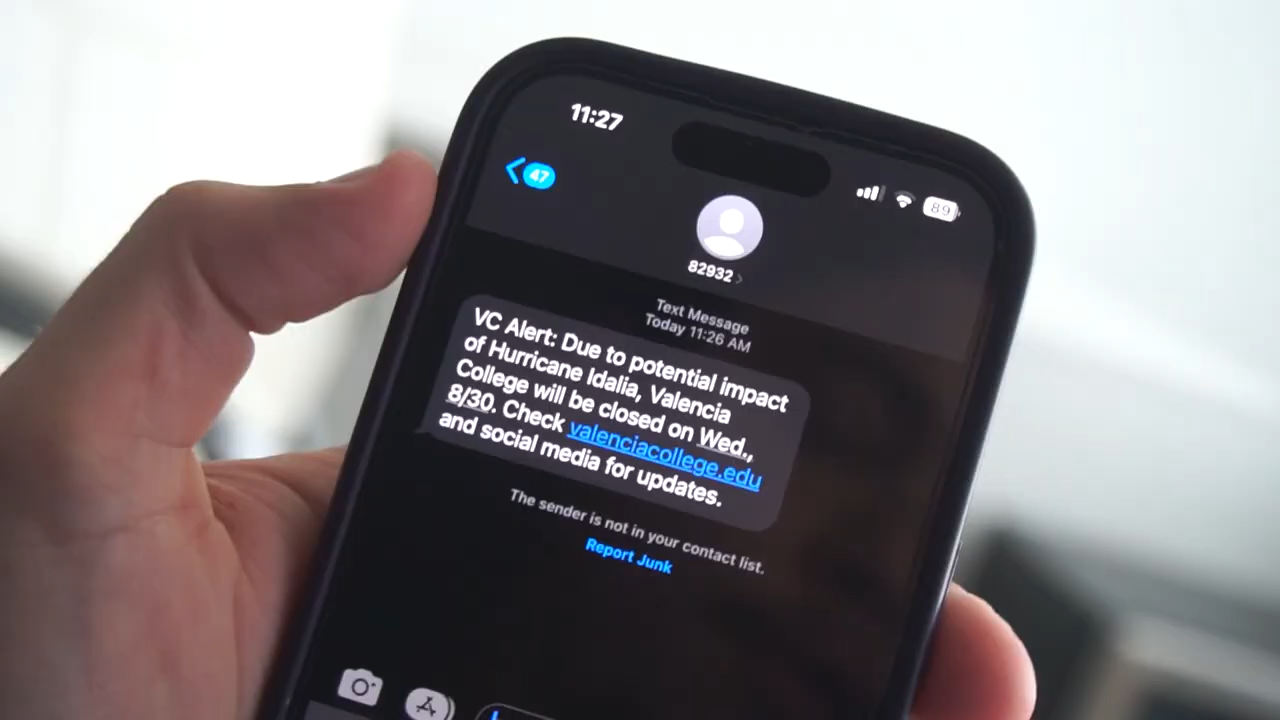 11:27
47
89
82932
Text Message
Today 11:26 AM
VC Alert: Due to potential impact
of Hurricane Idalia, Valencia
College will be closed on Wed.,
8/30. Check valenciacollege.edu
and social media for updates.
The sender is not in your contact list.
Report Junk